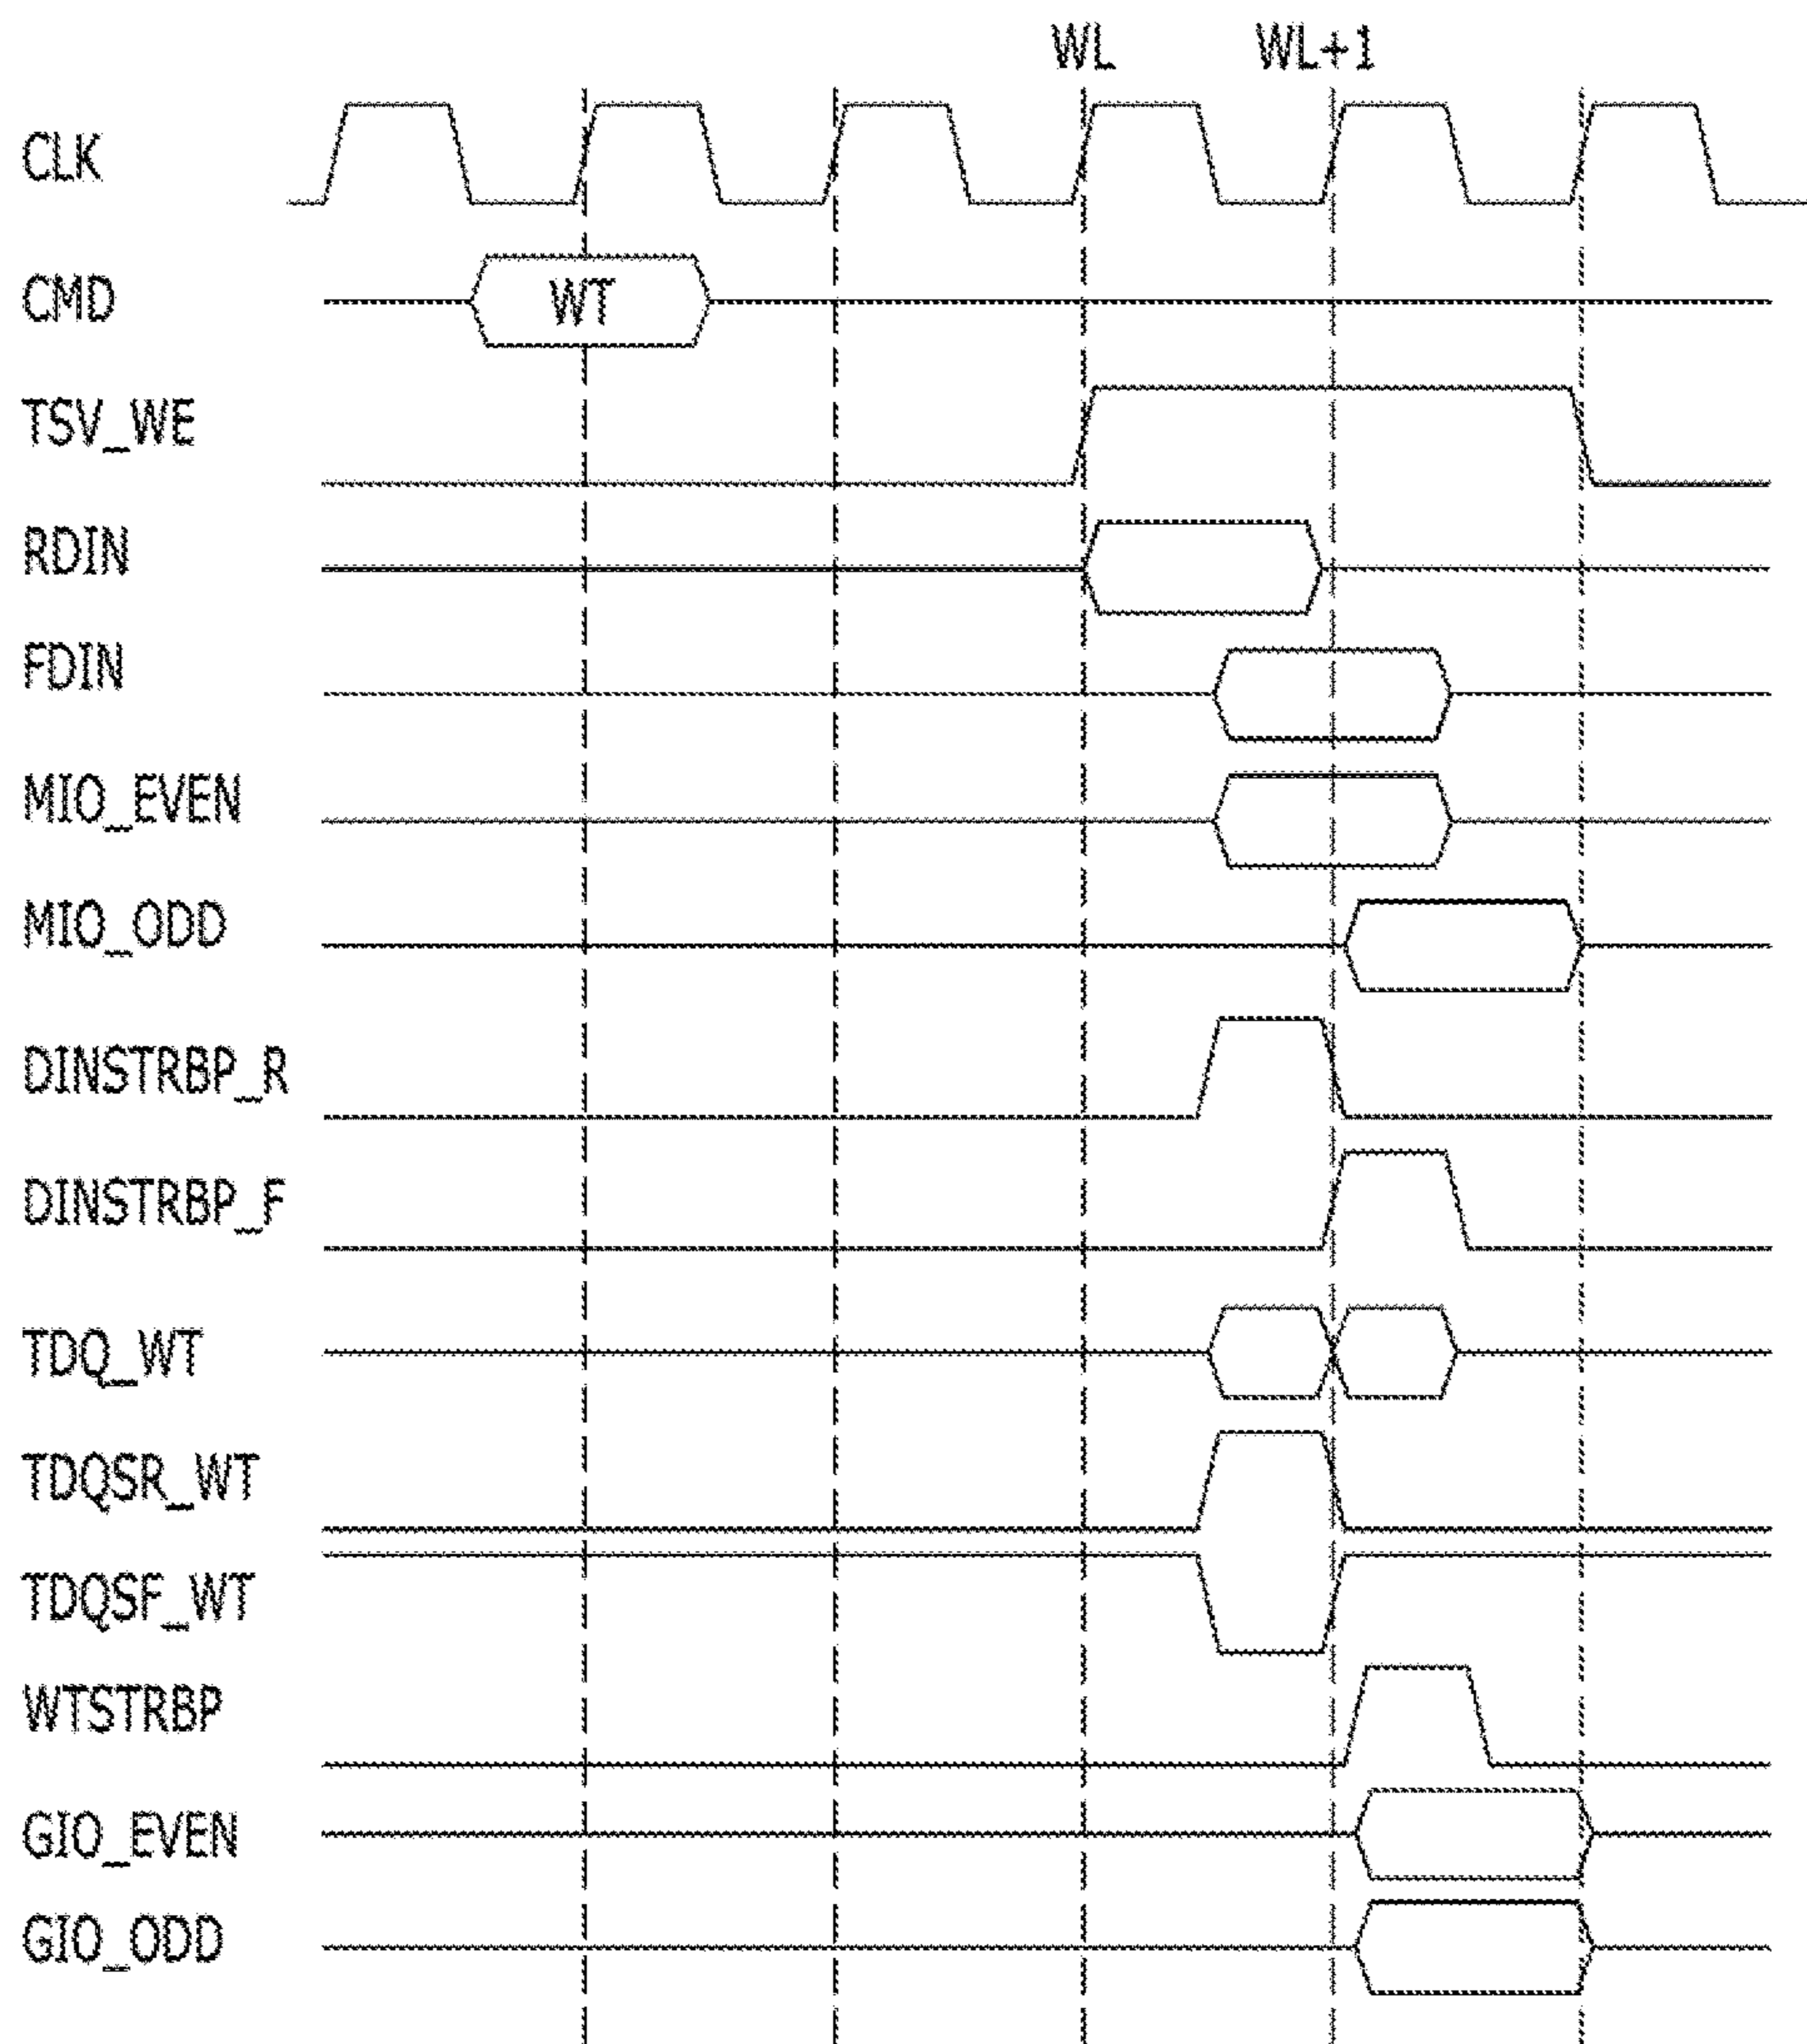 WL WL+1
CLK
CMD WT
TSV_WE
RDIN
FDIN
MIO_EVEN
MIO_ODD
DINSTRBP_R
DINSTRBP_F
TDQ_WT
TDQSR_WT
TDQSF_WT
WTSTRBP
GIO_EVEN
GIO_ODD